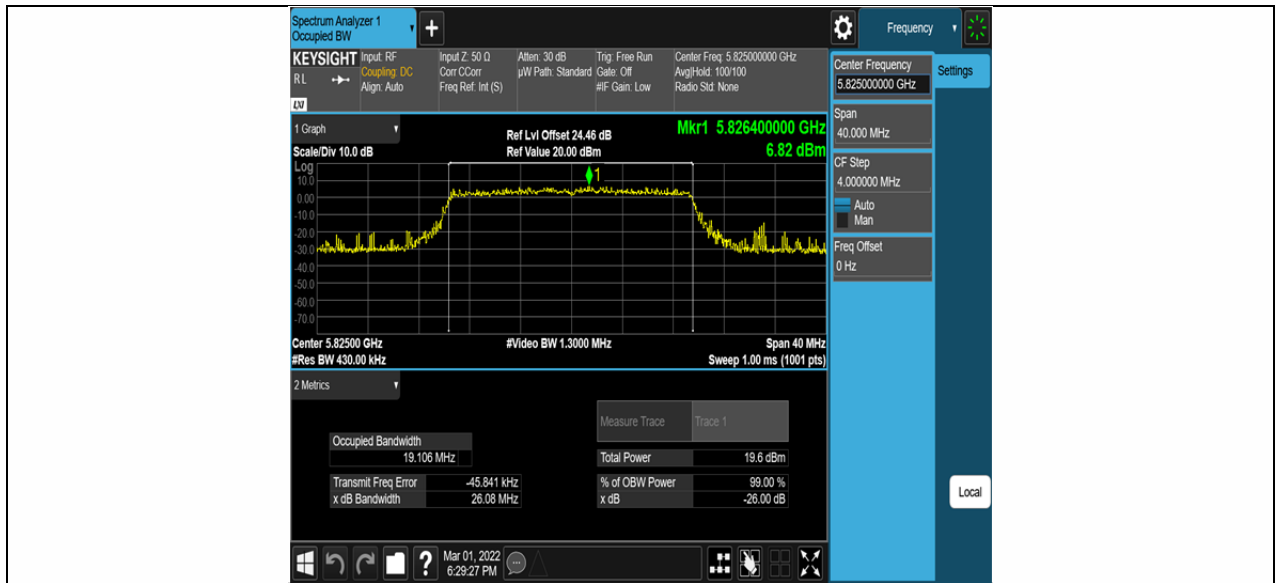 Spectrum Analyzer 1
Occupied BW
+
Frequency
KEYSIGHT
RL
LXI
Input: RF
Coupling: DC
Align: Auto
Input Z: 50 Ω
Corr CCorr
Freq Ref: Int (S)
Atten: 30 dB
µW Path: Standard
Trig: Free Run
Gate: Off
#IF Gain: Low
Center Freq: 5.825000000 GHz
Avg|Hold: 100/100
Radio Std: None
Center Frequency
5.825000000 GHz
Settings
Span
40.000 MHz
CF Step
4.000000 MHz
Auto
Man
Freq Offset
0 Hz
Local
1 Graph
Scale/Div 10.0 dB
Ref Lvl Offset 24.46 dB
Ref Value 20.00 dBm
Mkr1 5.826400000 GHz
6.82 dBm
Log
10.0
0.00
-10.0
-20.0
-30.0
-40.0
-50.0
-60.0
-70.0
1
Center 5.82500 GHz
#Video BW 1.3000 MHz
Span 40 MHz
#Res BW 430.00 kHz
Sweep 1.00 ms (1001 pts)
2 Metrics
Measure Trace Trace 1
Occupied Bandwidth
19.106 MHz
Total Power 19.6 dBm
Transmit Freq Error -45.841 kHz
% of OBW Power 99.00 %
x dB Bandwidth 26.08 MHz
x dB -26.00 dB
?
Mar 01, 2022
6:29:27 PM